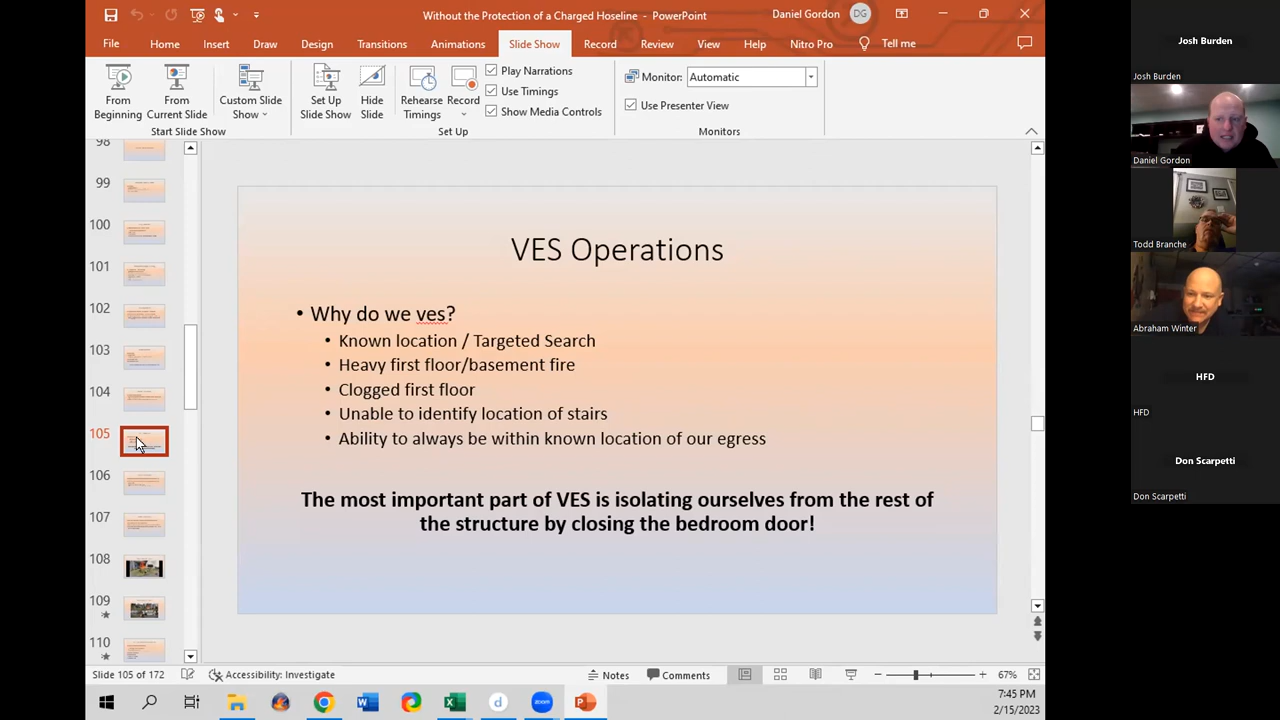 Without the Protection of a Charged Hoseline - PowerPoint
Daniel Gordon
DG
File
Home
Insert
Draw
Design
Transitions
Animations
Slide Show
Record
Review
View
Help
Nitro Pro
Tell me
From Beginning
From Current Slide
Custom Slide Show
Start Slide Show
Set Up Slide Show
Hide Slide
Rehearse Timings
Record
Play Narrations
Use Timings
Show Media Controls
Set Up
Monitor:
Automatic
Use Presenter View
Monitors
98
99
100
101
102
103
104
105
106
107
108
109
110
VES Operations
• Why do we ves?
• Known location / Targeted Search
• Heavy first floor/basement fire
• Clogged first floor
• Unable to identify location of stairs
• Ability to always be within known location of our egress
The most important part of VES is isolating ourselves from the rest of
the structure by closing the bedroom door!
Slide 105 of 172
Accessibility: Investigate
Notes
Comments
67%
7:45 PM
2/15/2023
Josh Burden
Josh Burden
Daniel Gordon
Todd Branche
Abraham Winter
HFD
HFD
Don Scarpetti
Don Scarpetti